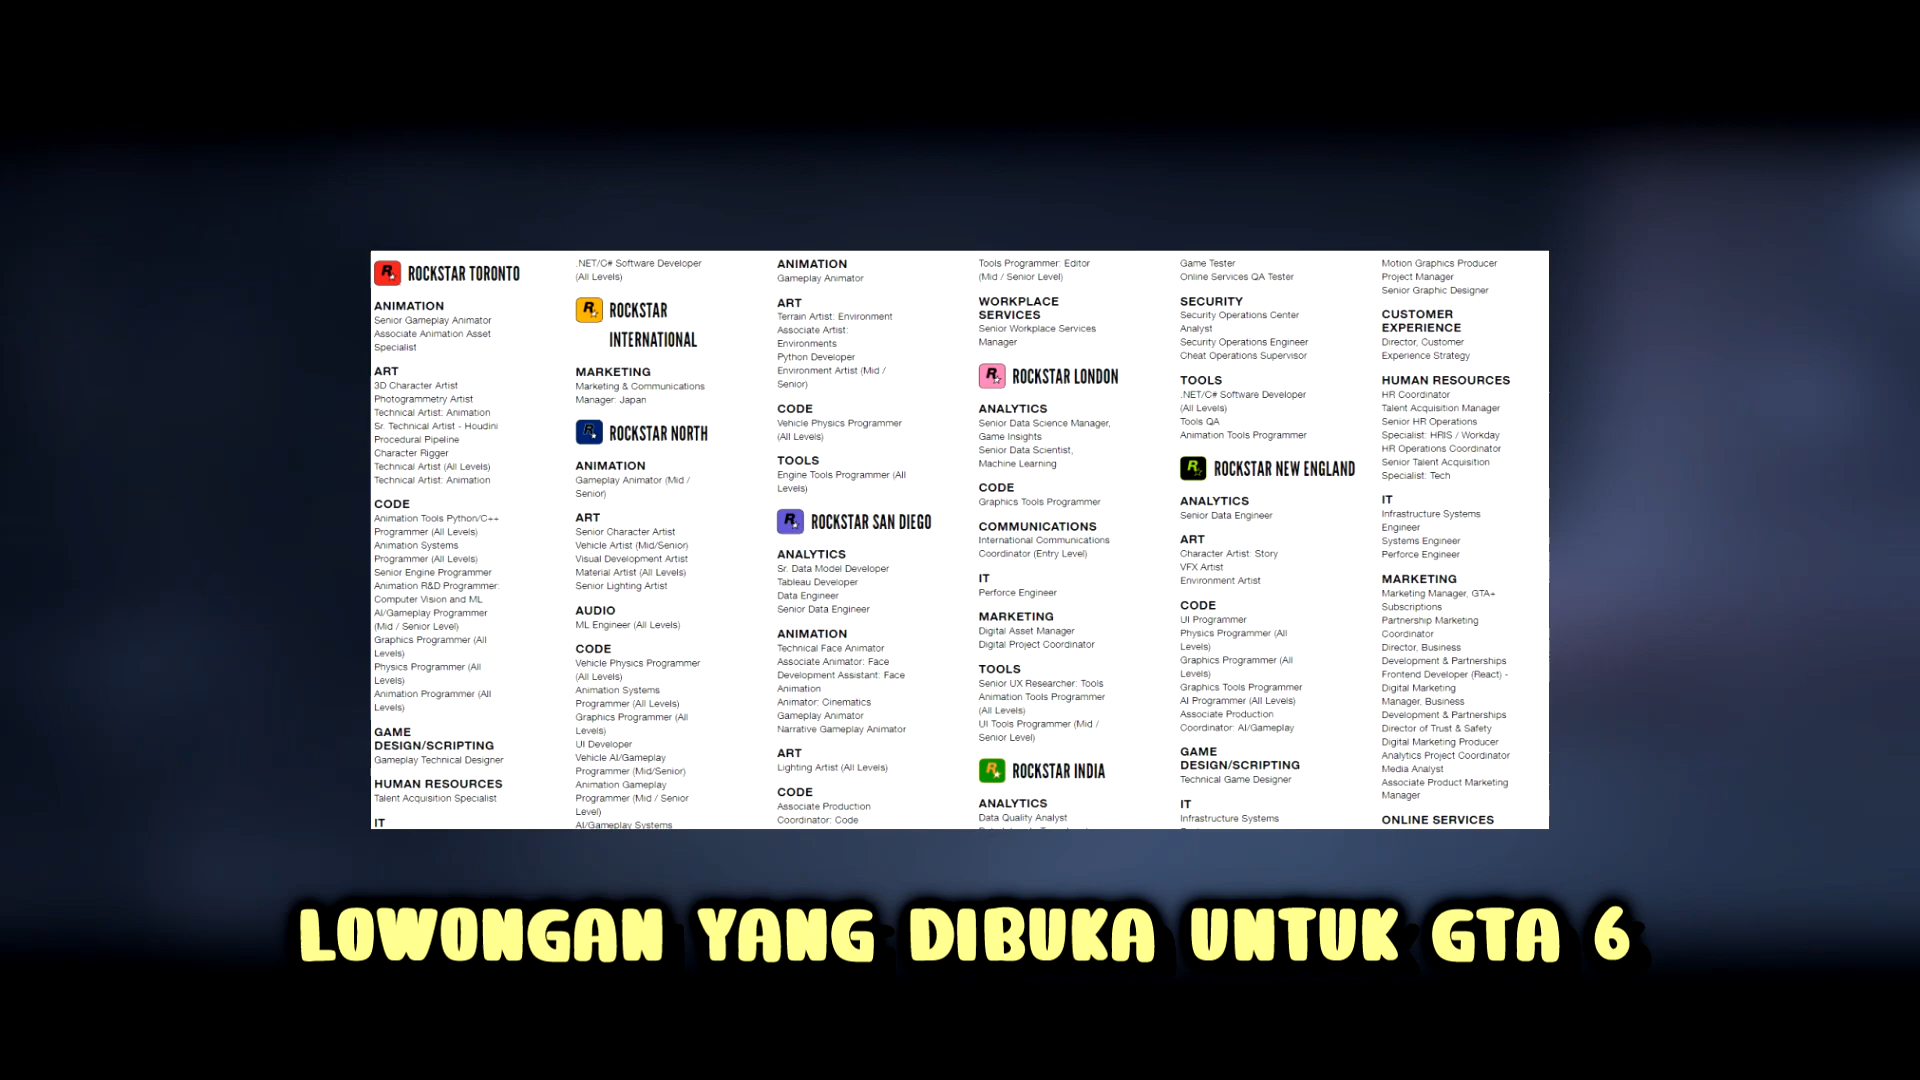 ROCKSTAR TORONTO
ANIMATION
Senior Gameplay Animator
Associate Animation Asset
Specialist
ART
3D Character Artist
Photogrammetry Artist
Technical Artist: Animation
Sr. Technical Artist - Houdini
Procedural Pipeline
Character Rigger
Technical Artist (All Levels)
Technical Artist: Animation
CODE
Animation Tools Python/C++
Programmer (All Levels)
Animation Systems
Programmer (All Levels)
Senior Engine Programmer
Animation R&D Programmer:
Computer Vision and ML
AI/Gameplay Programmer
(Mid / Senior Level)
Graphics Programmer (All
Levels)
Physics Programmer (All
Levels)
Animation Programmer (All
Levels)
GAME
DESIGN/SCRIPTING
Gameplay Technical Designer
HUMAN RESOURCES
Talent Acquisition Specialist
IT
.NET/C# Software Developer
(All Levels)
ROCKSTAR
INTERNATIONAL
MARKETING
Marketing & Communications
Manager: Japan
ROCKSTAR NORTH
ANIMATION
Gameplay Animator (Mid /
Senior)
ART
Senior Character Artist
Vehicle Artist (Mid/Senior)
Visual Development Artist
Material Artist (All Levels)
Senior Lighting Artist
AUDIO
ML Engineer (All Levels)
CODE
Vehicle Physics Programmer
(All Levels)
Animation Systems
Programmer (All Levels)
Graphics Programmer (All
Levels)
UI Developer
Vehicle AI/Gameplay
Programmer (Mid/Senior)
Animation Gameplay
Programmer (Mid / Senior
Level)
AI/Gameplay Systems
ANIMATION
Gameplay Animator
ART
Terrain Artist: Environment
Associate Artist:
Environments
Python Developer
Environment Artist (Mid /
Senior)
CODE
Vehicle Physics Programmer
(All Levels)
TOOLS
Engine Tools Programmer (All
Levels)
ROCKSTAR SAN DIEGO
ANALYTICS
Sr. Data Model Developer
Tableau Developer
Data Engineer
Senior Data Engineer
ANIMATION
Technical Face Animator
Associate Animator: Face
Development Assistant: Face
Animation
Animator: Cinematics
Gameplay Animator
Narrative Gameplay Animator
ART
Lighting Artist (All Levels)
CODE
Associate Production
Coordinator: Code
Tools Programmer: Editor
(Mid / Senior Level)
WORKPLACE
SERVICES
Senior Workplace Services
Manager
ROCKSTAR LONDON
ANALYTICS
Senior Data Science Manager,
Game Insights
Senior Data Scientist,
Machine Learning
CODE
Graphics Tools Programmer
COMMUNICATIONS
International Communications
Coordinator (Entry Level)
IT
Perforce Engineer
MARKETING
Digital Asset Manager
Digital Project Coordinator
TOOLS
Senior UX Researcher: Tools
Animation Tools Programmer
(All Levels)
UI Tools Programmer (Mid /
Senior Level)
ROCKSTAR INDIA
ANALYTICS
Data Quality Analyst
Game Tester
Online Services QA Tester
SECURITY
Security Operations Center
Analyst
Security Operations Engineer
Cheat Operations Supervisor
TOOLS
.NET/C# Software Developer
(All Levels)
Tools QA
Animation Tools Programmer
ROCKSTAR NEW ENGLAND
ANALYTICS
Senior Data Engineer
ART
Character Artist: Story
VFX Artist
Environment Artist
CODE
UI Programmer
Physics Programmer (All
Levels)
Graphics Programmer (All
Levels)
Graphics Tools Programmer
AI Programmer (All Levels)
Associate Production
Coordinator: AI/Gameplay
GAME
DESIGN/SCRIPTING
Technical Game Designer
IT
Infrastructure Systems
Motion Graphics Producer
Project Manager
Senior Graphic Designer
CUSTOMER
EXPERIENCE
Director, Customer
Experience Strategy
HUMAN RESOURCES
HR Coordinator
Talent Acquisition Manager
Senior HR Operations
Specialist: HRIS / Workday
HR Operations Coordinator
Senior Talent Acquisition
Specialist: Tech
IT
Infrastructure Systems
Engineer
Systems Engineer
Perforce Engineer
MARKETING
Marketing Manager, GTA+
Subscriptions
Partnership Marketing
Coordinator
Director, Business
Development & Partnerships
Frontend Developer (React) -
Digital Marketing
Manager, Business
Development & Partnerships
Director of Trust & Safety
Digital Marketing Producer
Analytics Project Coordinator
Media Analyst
Associate Product Marketing
Manager
ONLINE SERVICES
LOWONGAN YANG DIBUKA UNTUK GTA 6